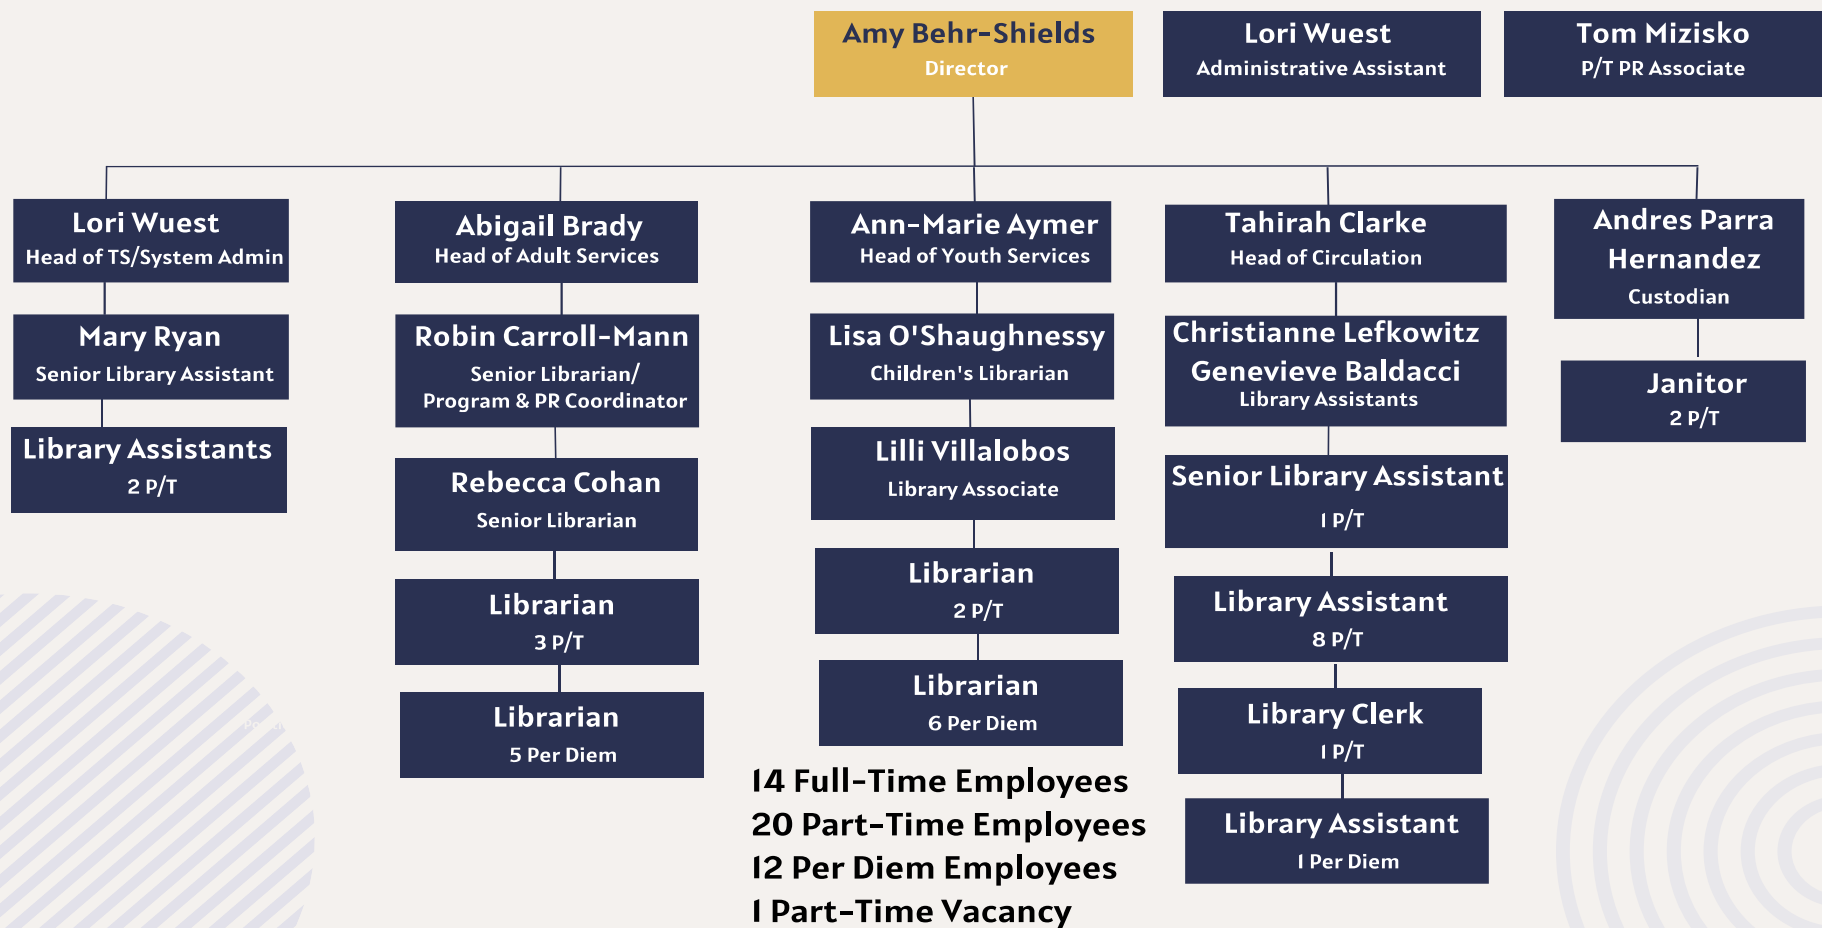 Amy Behr-Shields
Director
Lori Wuest
Administrative Assistant
Tom Mizisko
P/T PR Associate
Lori Wuest
Head of TS/System Admin
Mary Ryan
Senior Library Assistant
Library Assistants
2 P/T
Abigail Brady
Head of Adult Services
Robin Carroll-Mann
Senior Librarian/
Program & PR Coordinator
Rebecca Cohan
Senior Librarian
Librarian
3 P/T
Librarian
5 Per Diem
Ann-Marie Aymer
Head of Youth Services
Lisa O'Shaughnessy
Children's Librarian
Lilli Villalobos
Library Associate
Librarian
2 P/T
Librarian
6 Per Diem
Tahirah Clarke
Head of Circulation
Christianne Lefkowitz
Genevieve Baldacci
Library Assistants
Senior Library Assistant
1 P/T
Library Assistant
8 P/T
Library Clerk
1 P/T
Library Assistant
1 Per Diem
Andres Parra
Hernandez
Custodian
Janitor
2 P/T
14 Full-Time Employees
20 Part-Time Employees
12 Per Diem Employees
1 Part-Time Vacancy